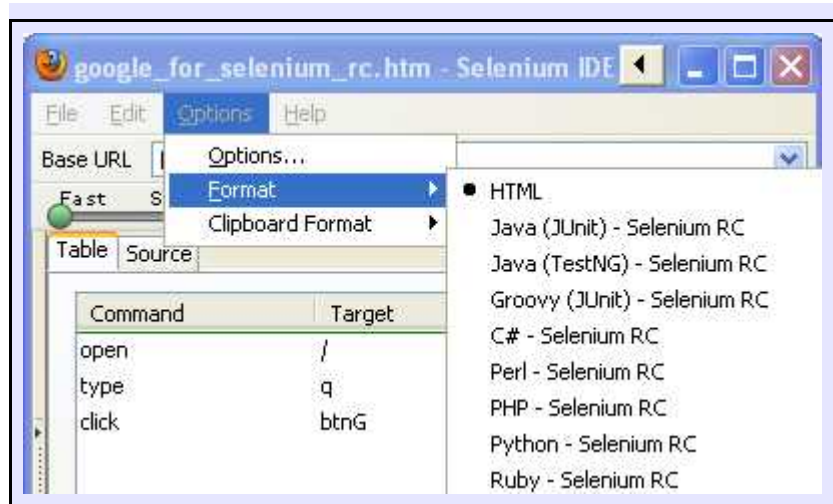 google_for_selenium_rc.htm - Selenium IDE
File Edit Options Help
Base URL
Options...
Format
Clipboard Format
Fast S
HTML
Java (JUnit) - Selenium RC
Java (TestNG) - Selenium RC
Groovy (JUnit) - Selenium RC
C# - Selenium RC
Perl - Selenium RC
PHP - Selenium RC
Python - Selenium RC
Ruby - Selenium RC
Table Source
Command Target
open /
type q
click btnG